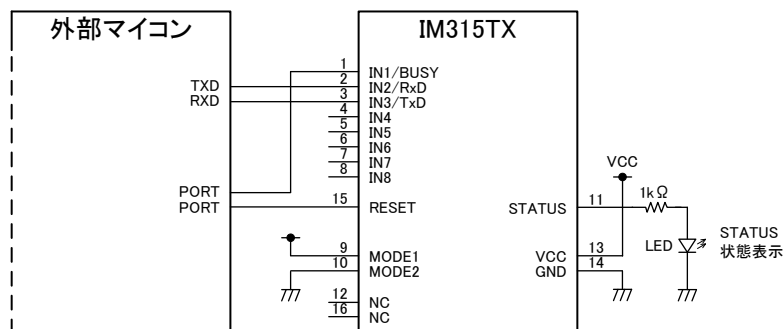 外部マイコン
IM315TX
TXD
RXD
PORT
PORT
1
2
3
4
5
6
7
8
15
9
10
12
16
IN1/BUSY
IN2/RxD
IN3/TxD
IN4
IN5
IN6
IN7
IN8
RESET
MODE1
MODE2
NC
NC
STATUS
VCC
GND
11
13
14
VCC
1kΩ
LED
STATUS
状態表示